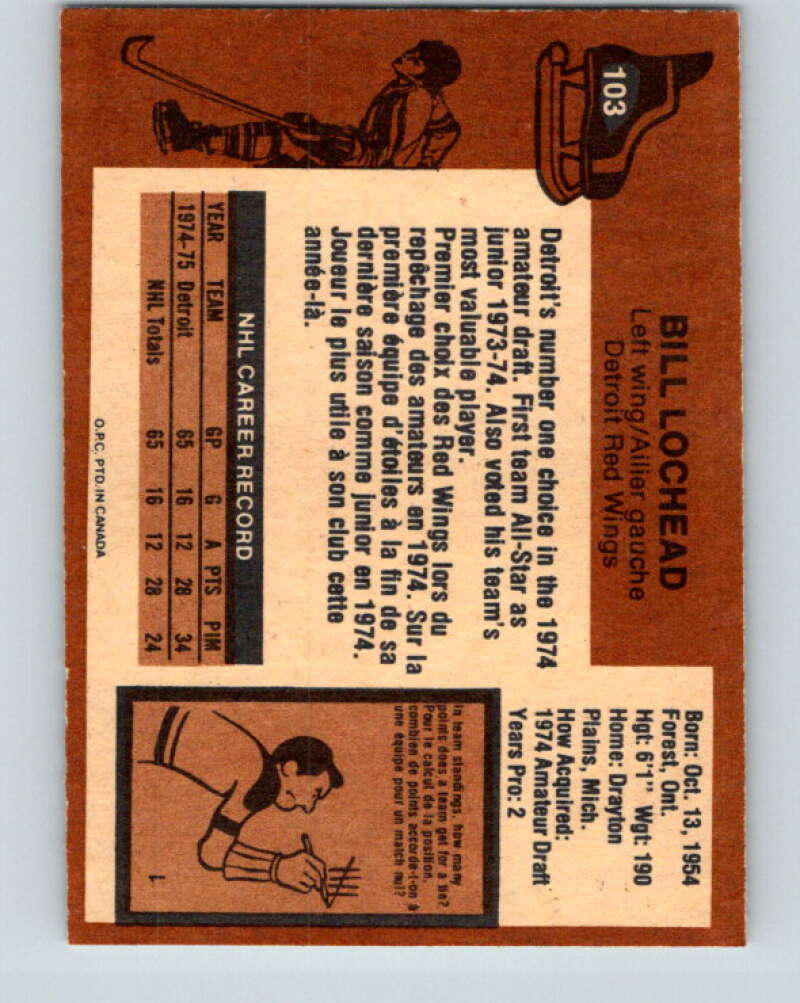 103
BILL LOCHEAD
Left wing/Ailier gauche
Detroit Red Wings
Detroit's number one choice in the 1974
amateur draft. First team All-Star as
junior 1973-74. Also voted his team's
most valuable player.
Premier choix des Red Wings lors du
repêchage des amateurs en 1974. Sur la
première équipe d'étoiles à la fin de sa
dernière saison comme junior en 1974.
Joueur le plus utile à son club cette
année-là.
NHL CAREER RECORD
YEAR TEAM GP G A PTS PIM
1974-75 Detroit 65 16 12 28 34
NHL Totals 65 16 12 28 24
O.P.C. PTD. IN CANADA
Born: Oct. 13, 1954
Forest, Ont.
Hgt: 6'1" Wgt: 190
Home: Drayton
Plains, Mich.
How Acquired:
1974 Amateur Draft
Years Pro: 2
In team standings, how many
points does a team get for a tie?
Pour le calcul de la position,
combien de points accorde-t-on à
une équipe pour un match nul?
1